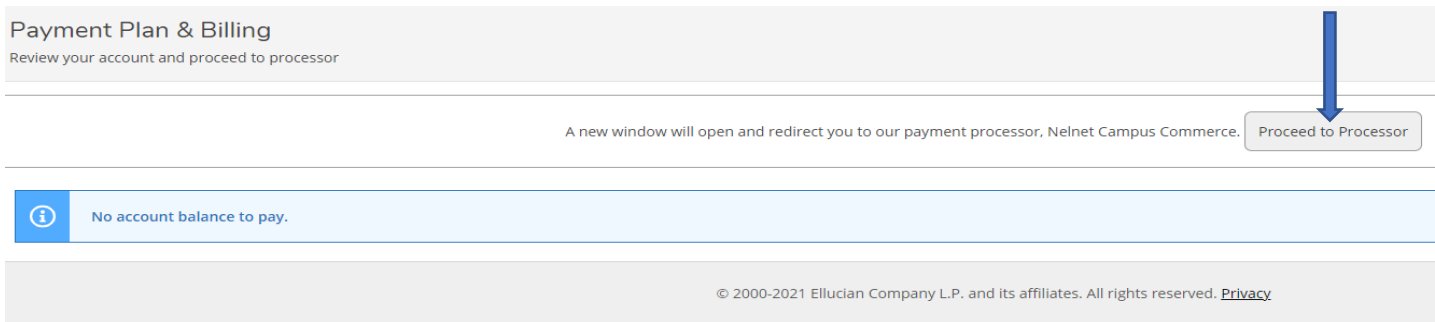 Payment Plan & Billing
Review your account and proceed to processor
A new window will open and redirect you to our payment processor, Nelnet Campus Commerce. Proceed to Processor
No account balance to pay.
© 2000-2021 Ellucian Company L.P. and its affiliates. All rights reserved. Privacy